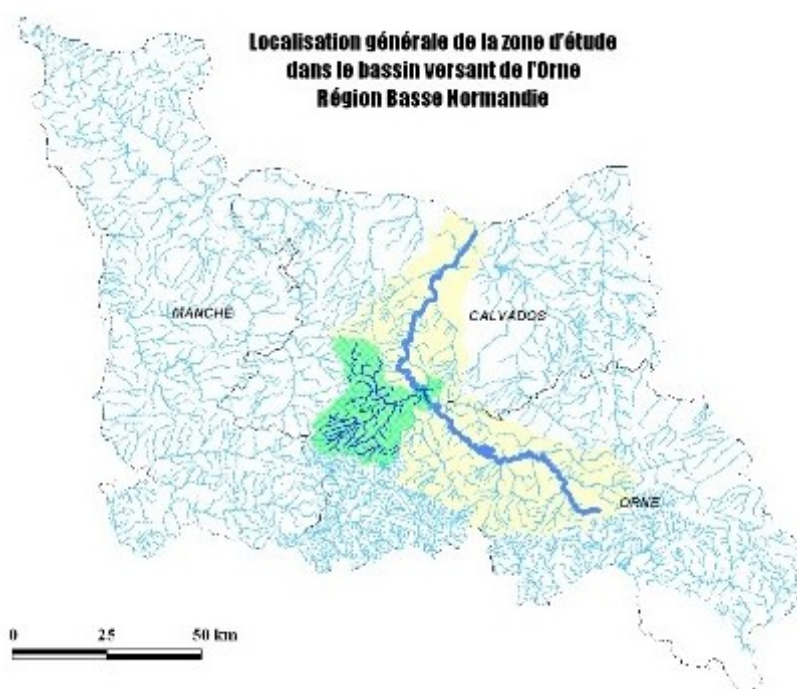 Localisation générale de la zone d'étude
dans le bassin versant de l'Orne
Région Basse Normandie
MANCHE
CALVADOS
ORNE
0 25 50 km